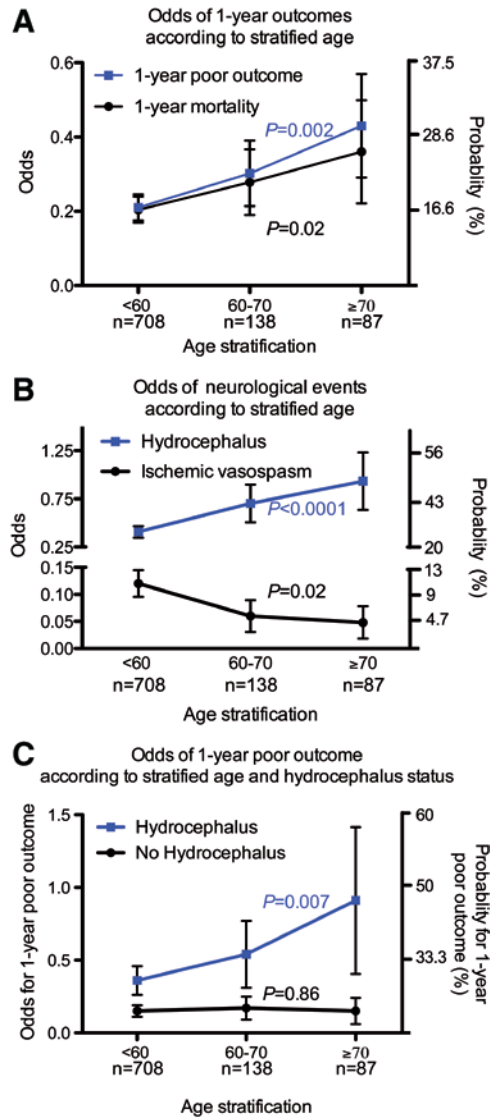 A
Odds of 1-year outcomes
according to stratified age
1-year poor outcome
1-year mortality
P=0.002
P=0.02
Odds
0.6
0.4
0.2
0.0
Probablity (%)
37.5
28.6
16.6
<60 60-70 ≥70
n=708 n=138 n=87
Age stratification
B
Odds of neurological events
according to stratified age
Hydrocephalus
Ischemic vasospasm
P<0.0001
P=0.02
Odds
1.25
0.75
0.25
0.15
0.10
0.05
0.00
Probablity (%)
56
43
20
13
9
4.7
<60 60-70 ≥70
n=708 n=138 n=87
Age stratification
C
Odds of 1-year poor outcome
according to stratified age and hydrocephalus status
Hydrocephalus
No Hydrocephalus
P=0.007
P=0.86
Odds for 1-year poor outcome
1.5
1.0
0.5
0.0
Probablity for 1-year
poor outcome (%)
60
50
33.3
<60 60-70 ≥70
n=708 n=138 n=87
Age stratification